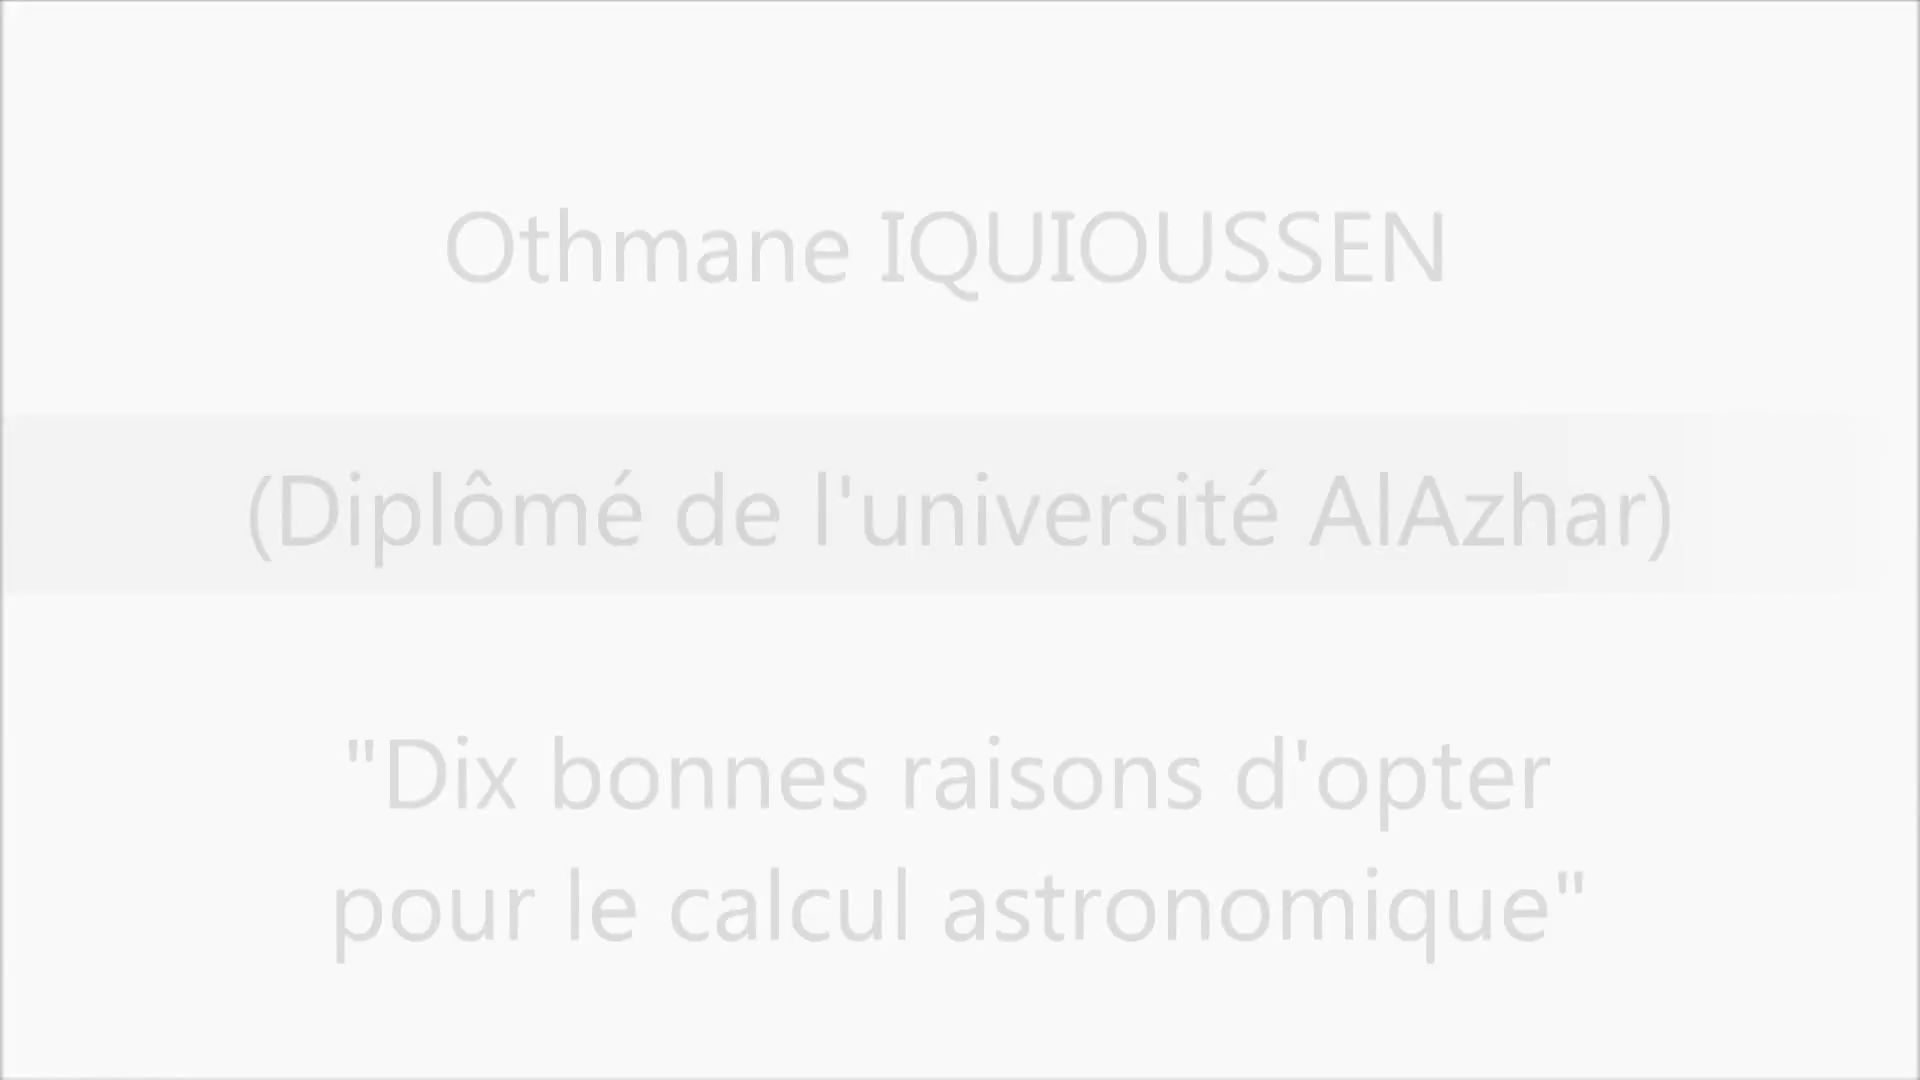 Othmane IQUIOUSSEN
(Diplômé de l'université AlAzhar)
"Dix bonnes raisons d'opter
pour le calcul astronomique"